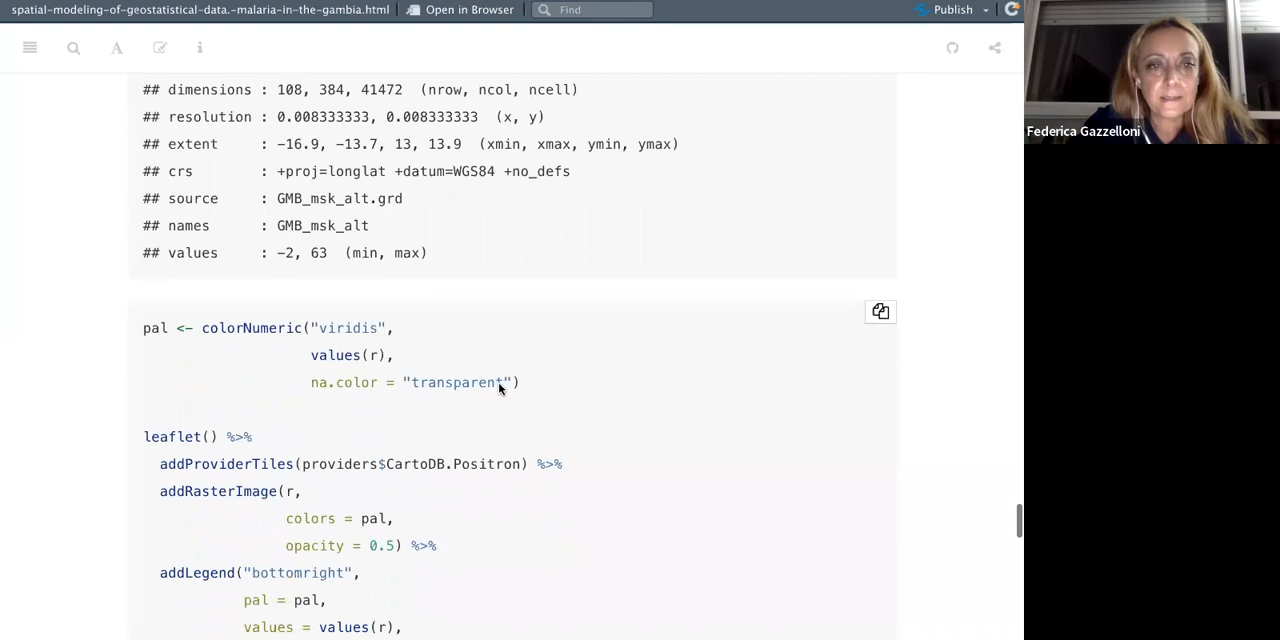 spatial-modeling-of-geostatistical-data.-malaria-in-the-gambia.html
Open in Browser
Find
Publish
## dimensions : 108, 384, 41472  (nrow, ncol, ncell)
## resolution : 0.008333333, 0.008333333  (x, y)
## extent     : -16.9, -13.7, 13, 13.9  (xmin, xmax, ymin, ymax)
## crs        : +proj=longlat +datum=WGS84 +no_defs
## source     : GMB_msk_alt.grd
## names      : GMB_msk_alt
## values     : -2, 63  (min, max)
pal <- colorNumeric("viridis",
values(r),
na.color = "transparent")
leaflet() %>%
addProviderTiles(providers$CartoDB.Positron) %>%
addRasterImage(r,
colors = pal,
opacity = 0.5) %>%
addLegend("bottomright",
pal = pal,
values = values(r),
Federica Gazzelloni